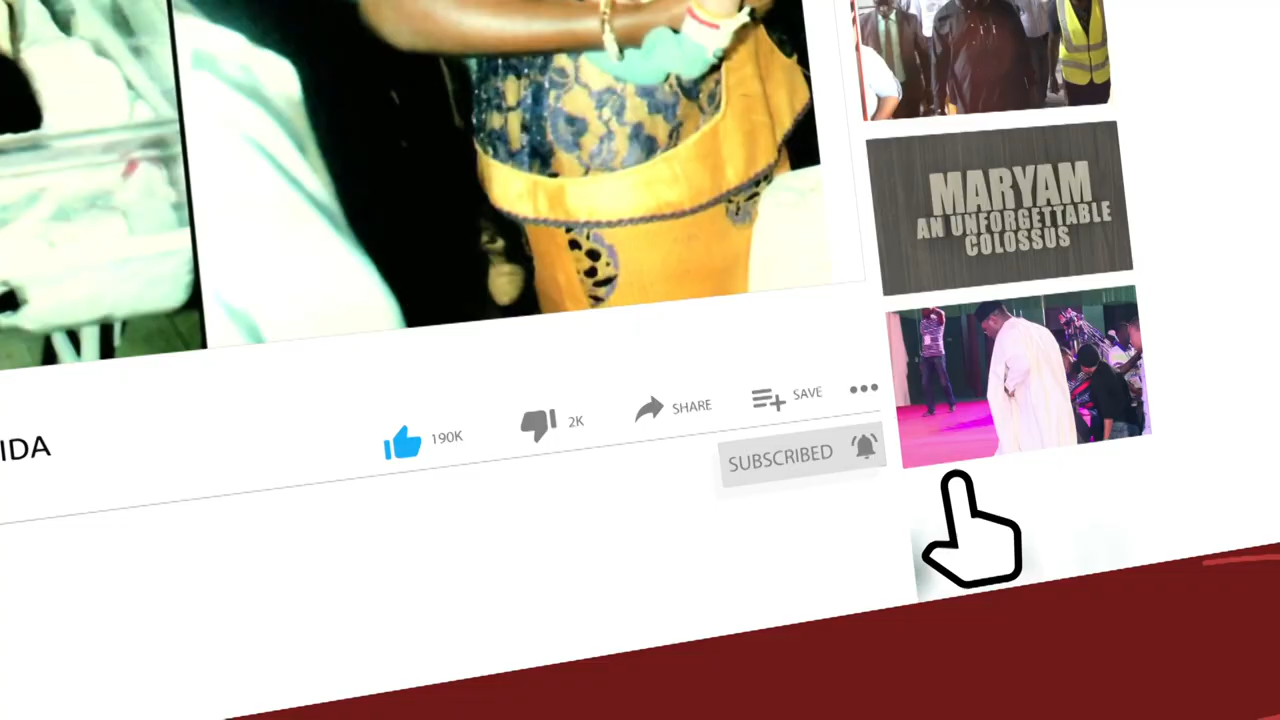 MARYAM
AN UNFORGETTABLE
COLOSSUS
IDA
190K
2K
SHARE
SAVE
SUBSCRIBED